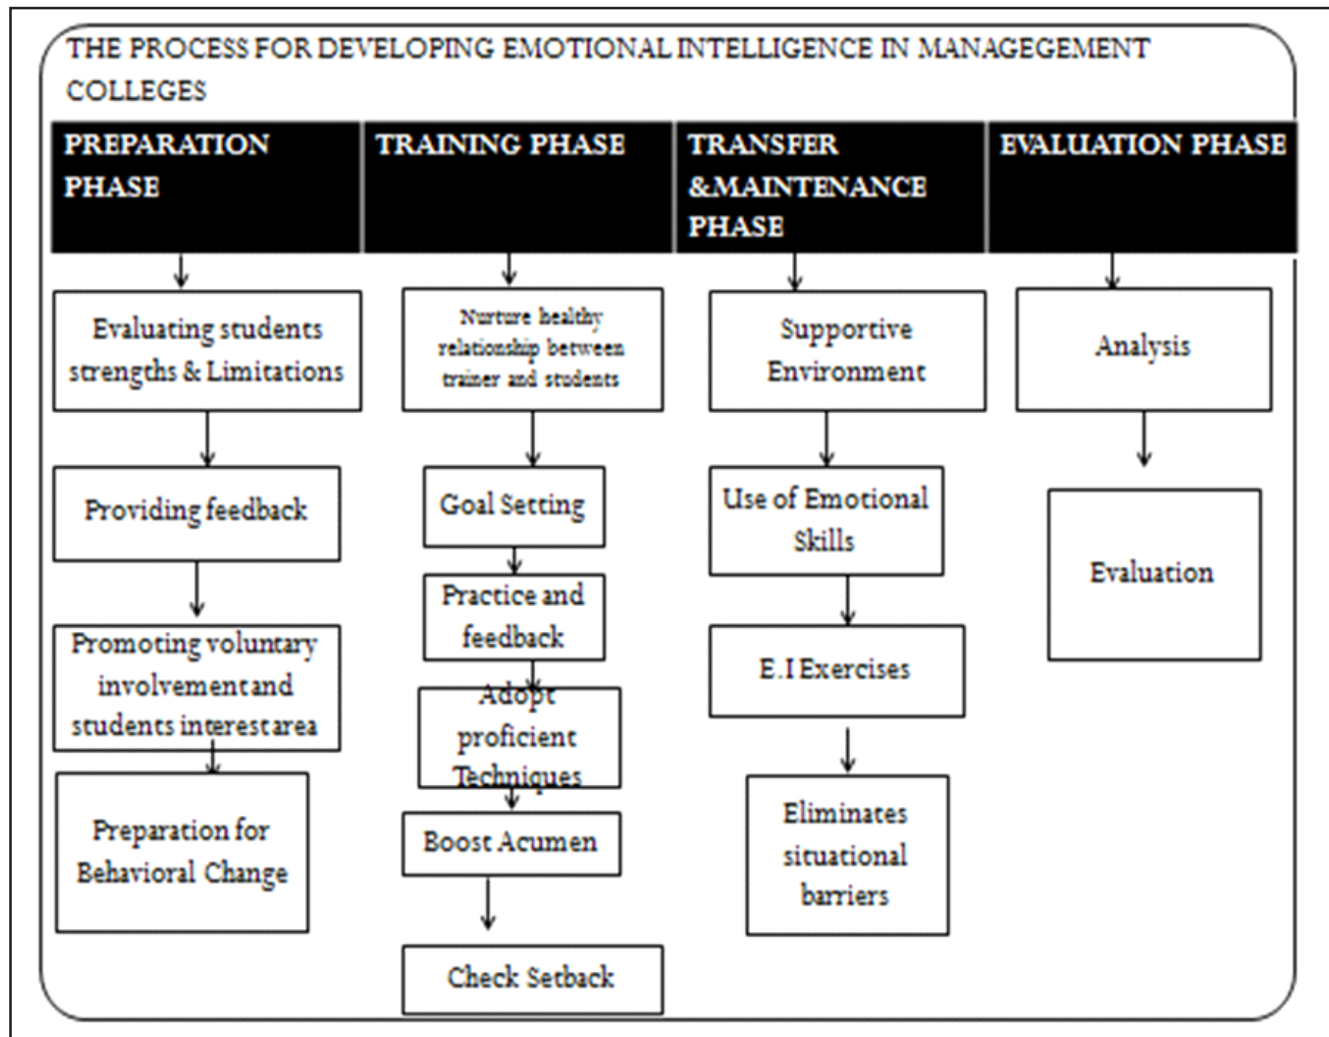 THE PROCESS FOR DEVELOPING EMOTIONAL INTELLIGENCE IN MANAGEGEMENT
COLLEGES
PREPARATION
PHASE
Evaluating students
strengths & Limitations
Providing feedback
Promoting voluntary
involvement and
students interest area
Preparation for
Behavioral Change
TRAINING PHASE
Nurture healthy
relationship between
trainer and students
Goal Setting
Practice and
feedback
Adopt
proficient
Techniques
Boost Acumen
Check Setback
TRANSFER
&MAINTENANCE
PHASE
Supportive
Environment
Use of Emotional
Skills
E.I Exercises
Eliminates
situational
barriers
EVALUATION PHASE
Analysis
Evaluation